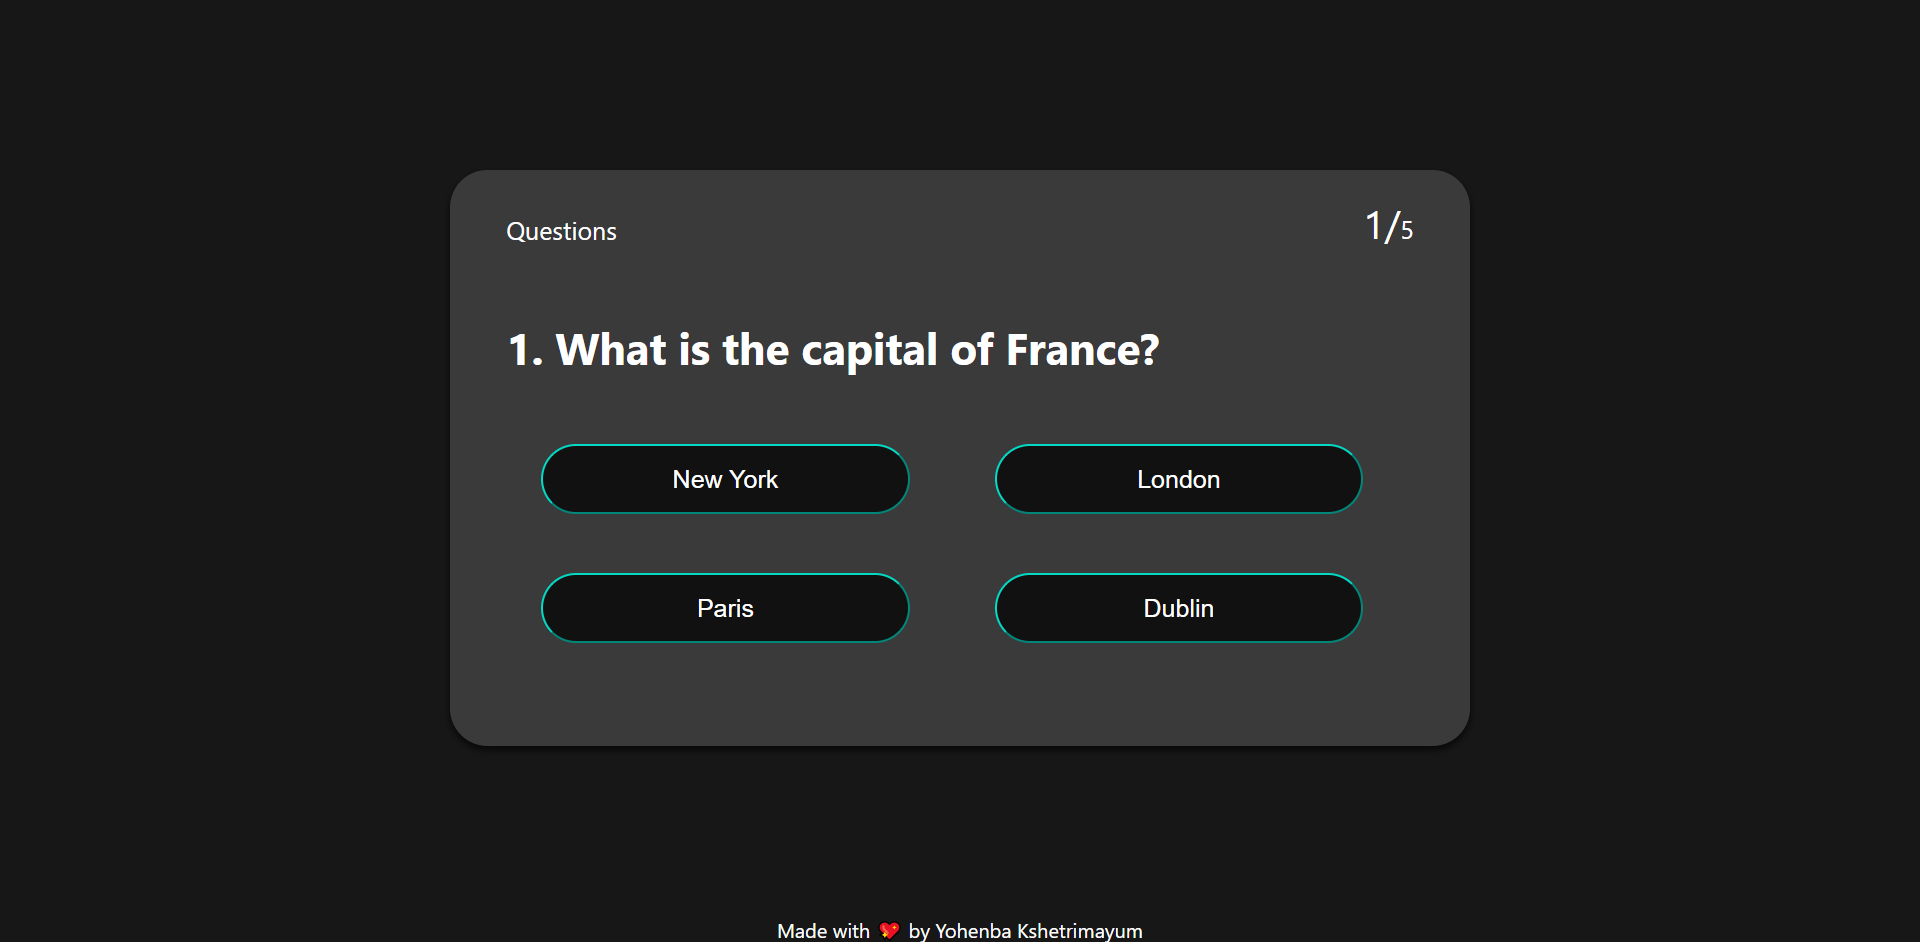 Questions
1/5
1. What is the capital of France?
New York
London
Paris
Dublin
Made with 💖 by Yohenba Kshetrimayum